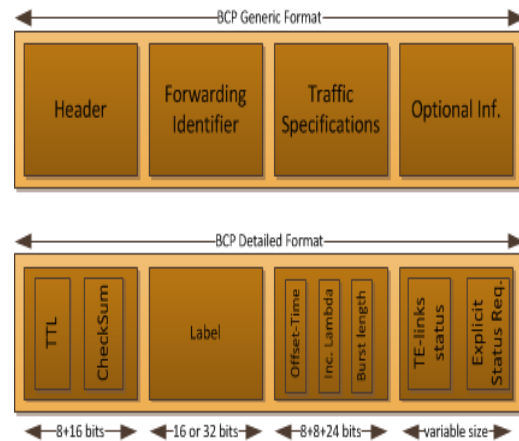 BCP Generic Format
Header
Forwarding
Identifier
Traffic
Specifications
Optional Inf.
BCP Detailed Format
TTL
CheckSum
Label
Offset-Time
Inc. Lambda
Burst length
TE-links
status
Explicit
Status Req.
8+16 bits
16 or 32 bits
8+8+24 bits
variable size